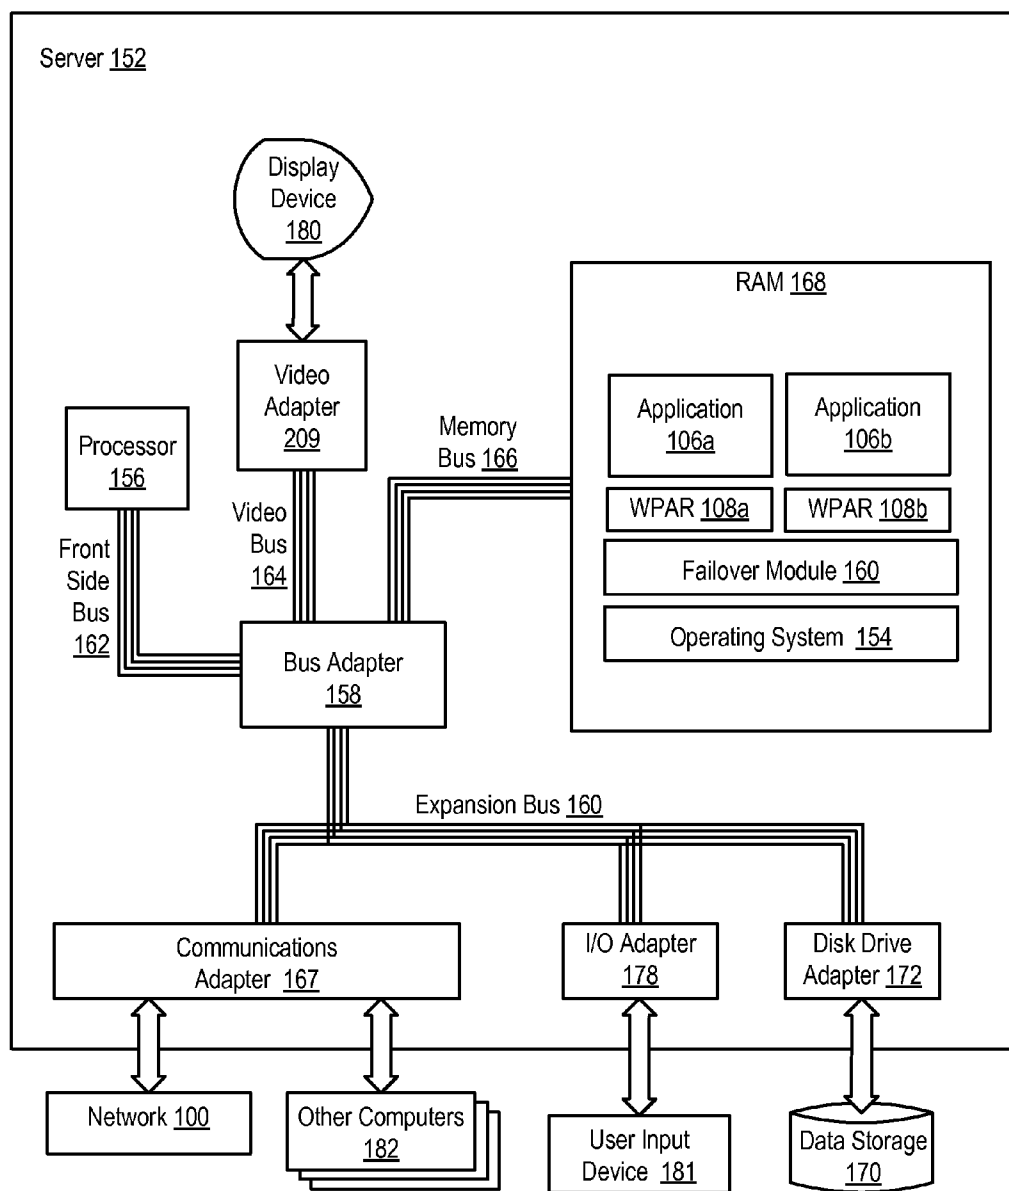 Server 152
Display
Device
180
RAM 168
Video
Adapter
209
Application
106a
Application
106b
Processor
156
Memory
Bus 166
WPAR 108a
WPAR 108b
Video
Bus
164
Front
Side
Bus
162
Failover Module 160
Operating System 154
Bus Adapter
158
Expansion Bus 160
Communications
Adapter 167
I/O Adapter
178
Disk Drive
Adapter 172
Network 100
Other Computers
182
User Input
Device 181
Data Storage
170